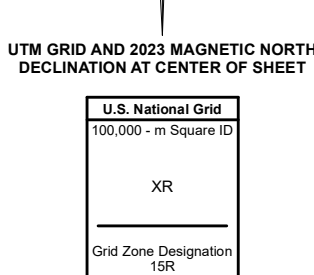 UTM GRID AND 2023 MAGNETIC NORTH
DECLINATION AT CENTER OF SHEET
U.S. National Grid
100,000 - m Square ID
XR
Grid Zone Designation
15R